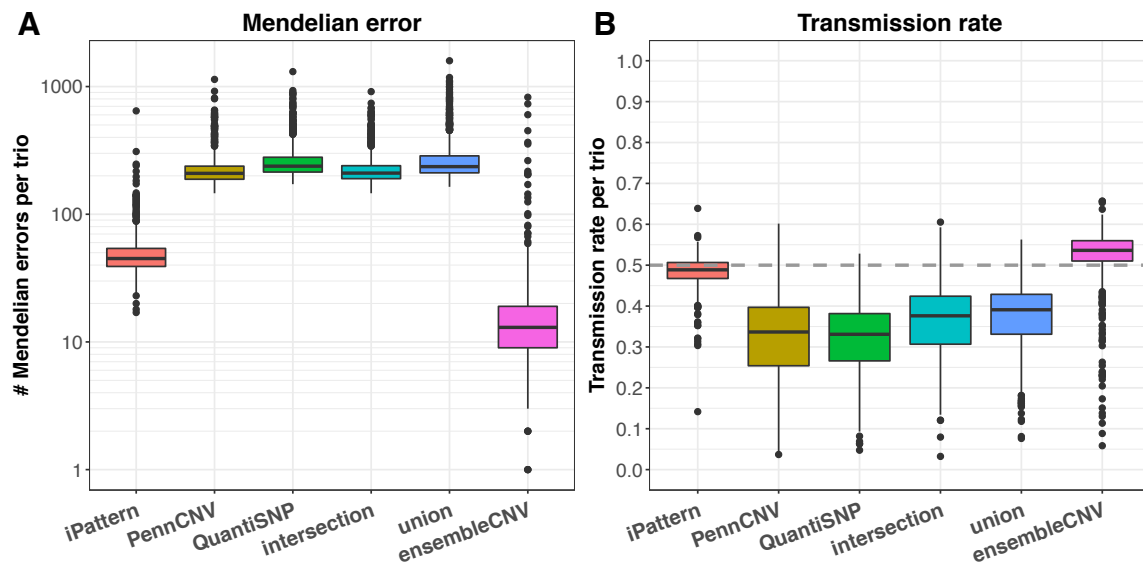 A
Mendelian error
# Mendelian errors per trio
1000
100
10
1
iPattern
PennCNV
QuantiSNP
intersection
union
ensembleCNV
B
Transmission rate
Transmission rate per trio
1.0
0.9
0.8
0.7
0.6
0.5
0.4
0.3
0.2
0.1
0.0
iPattern
PennCNV
QuantiSNP
intersection
union
ensembleCNV